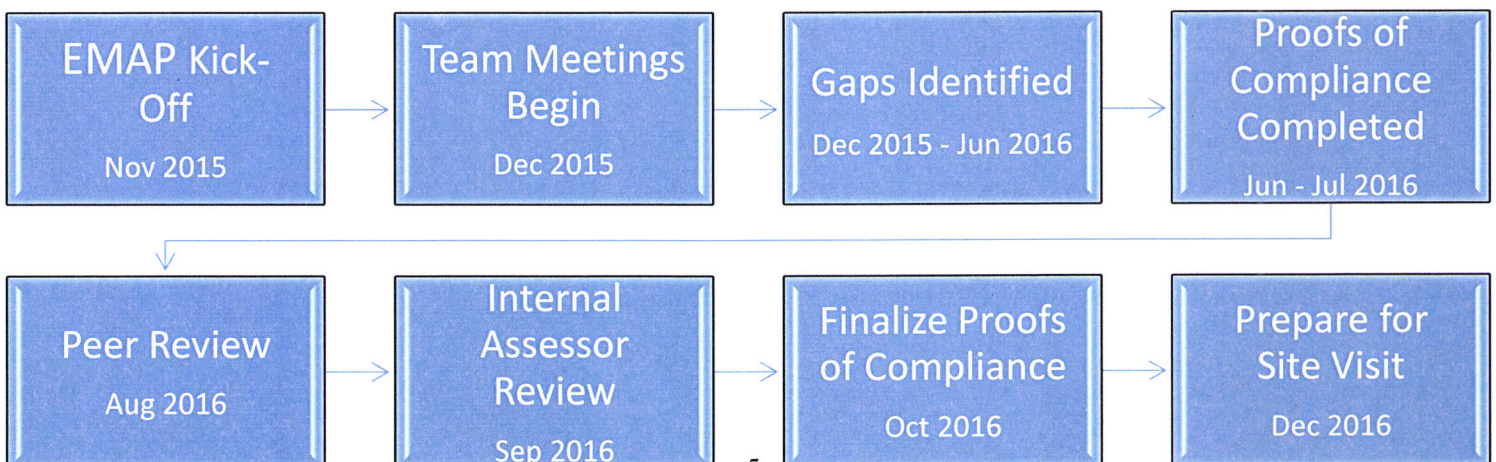 EMAP Kick-
Off
Nov 2015
Team Meetings
Begin
Dec 2015
Gaps Identified
Dec 2015 - Jun 2016
Proofs of
Compliance
Completed
Jun - Jul 2016
Peer Review
Aug 2016
Internal
Assessor
Review
Sep 2016
Finalize Proofs
of Compliance
Oct 2016
Prepare for
Site Visit
Dec 2016